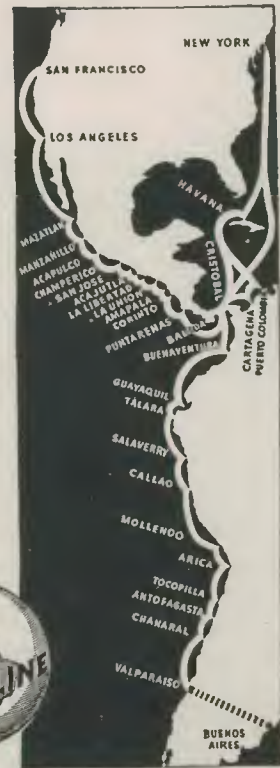 NEW YORK
SAN FRANCISCO
LOS ANGELES
HAVANA
MAZATLAN
MANZANILLO
ACAPULCO
CHAMPERICO
SAN JOSE
ACAJUTLA
LA LIBERTAD
LA UNION
AMAPALA
CORINTO
PUNTARENAS
CRISTOBAL
BALBOA
BUENAVENTURA
CARTAGENA
PUERTO COLOMBIA
GUAYAQUIL
TALARA
SALAVERRY
CALLAO
MOLLENDO
ARICA
TOCOPILLA
ANTOFAGASTA
CHANARAL
VALPARAISO
BUENOS
AIRES
LINE